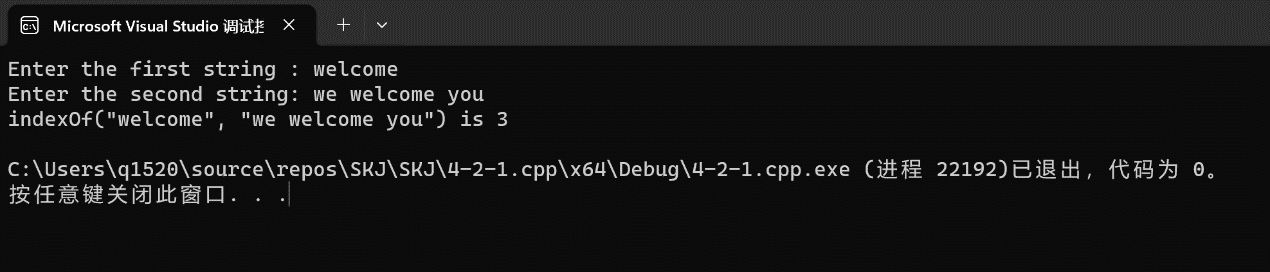 Microsoft Visual Studio 调试控
Enter the first string : welcome
Enter the second string: we welcome you
indexOf("welcome", "we welcome you") is 3
C:\Users\q1520\source\repos\SKJ\SKJ\4-2-1.cpp\x64\Debug\4-2-1.cpp.exe (进程 22192)已退出，代码为 0。
按任意键关闭此窗口. . .